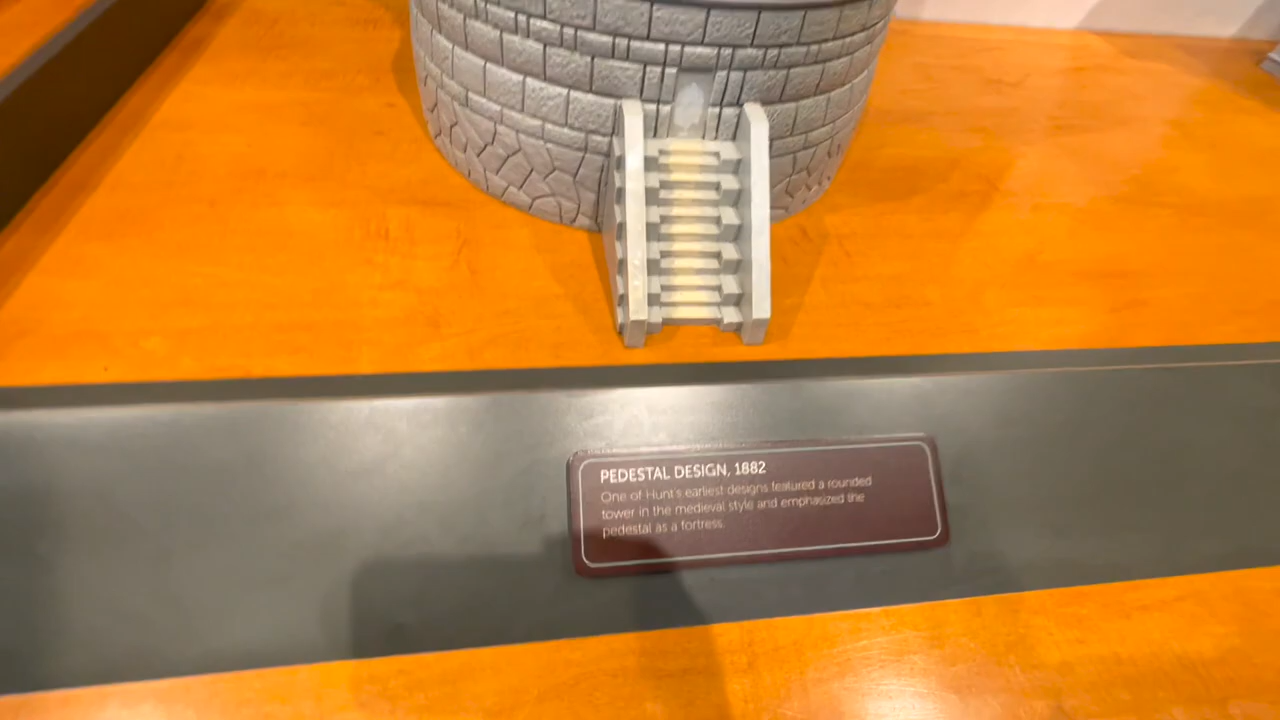 PEDESTAL DESIGN, 1882
One of Hunt's earliest designs featured a rounded
tower in the medieval style and emphasized the
pedestal as a fortress.